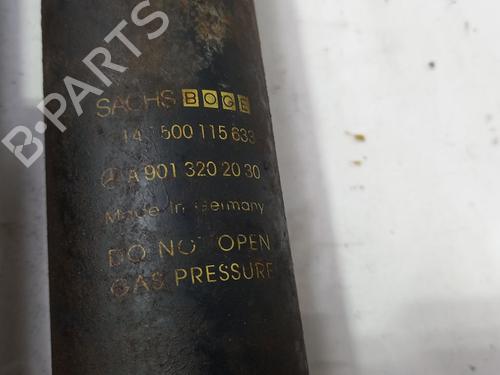 B-Parts
SACHS BOGE
14 1500 115 633
A 901 320 20 30
Made In Germany
DO NOT OPEN
GAS PRESSURE